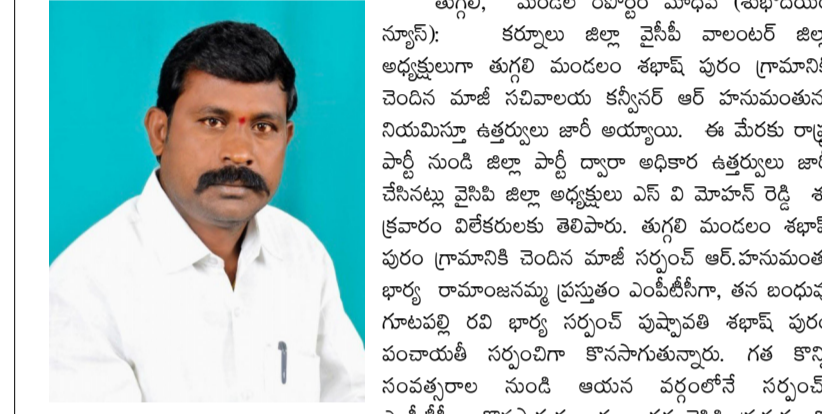 తుగ్గలి, మండల రిపోర్టర్ మాధవ (శుభోదయం
న్యూస్): కర్నూలు జిల్లా వైసీపీ వాలంటర్ జిల్లా
అధ్యక్షులుగా తుగ్గలి మండలం శభాష్ పురం గ్రామానికి
చెందిన మాజీ సచివాలయ కన్వీనర్ ఆర్ హనుమంతున
నియమిస్తూ ఉత్తర్వులు జారీ అయ్యాయి. ఈ మేరకు రాష్ట్ర
పార్టీ నుండి జిల్లా పార్టీ ద్వారా అధికార ఉత్తర్వులు జారీ
చేసినట్లు వైసిపి జిల్లా అధ్యక్షులు ఎస్ వి మోహన్ రెడ్డి శు
క్రవారం విలేకరులకు తెలిపారు. తుగ్గలి మండలం శభాష్
పురం గ్రామానికి చెందిన మాజీ సర్పంచ్ ఆర్.హనుమంతు
భార్య రామాంజనమ్మ ప్రస్తుతం ఎంపీటీసీగా, తన బంధువు
గూటపల్లి రవి భార్య సర్పంచ్ పుష్పావతి శభాష్ పురం
పంచాయతీ సర్పంచిగా కొనసాగుతున్నారు. గత కొన్ని
సంవత్సరాల నుండి ఆయన వర్గంలోనే సర్పంచ్